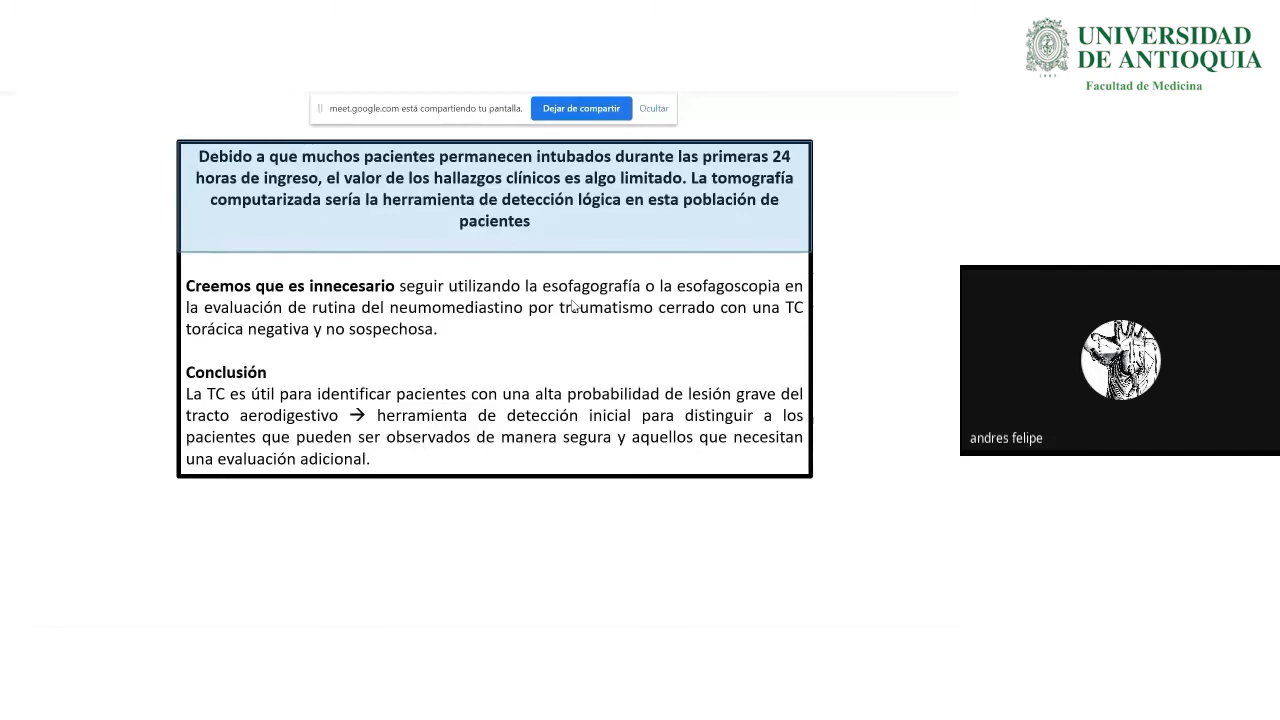 UNIVERSIDAD
DE ANTIOQUIA
1803
Facultad de Medicina
meet.google.com está compartiendo tu pantalla.
Dejar de compartir
Ocultar
Debido a que muchos pacientes permanecen intubados durante las primeras 24
horas de ingreso, el valor de los hallazgos clínicos es algo limitado. La tomografía
computarizada sería la herramienta de detección lógica en esta población de
pacientes
Creemos que es innecesario seguir utilizando la esofagografía o la esofagoscopia en
la evaluación de rutina del neumomediastino por traumatismo cerrado con una TC
torácica negativa y no sospechosa.
Conclusión
La TC es útil para identificar pacientes con una alta probabilidad de lesión grave del
tracto aerodigestivo → herramienta de detección inicial para distinguir a los
pacientes que pueden ser observados de manera segura y aquellos que necesitan
una evaluación adicional.
andres felipe